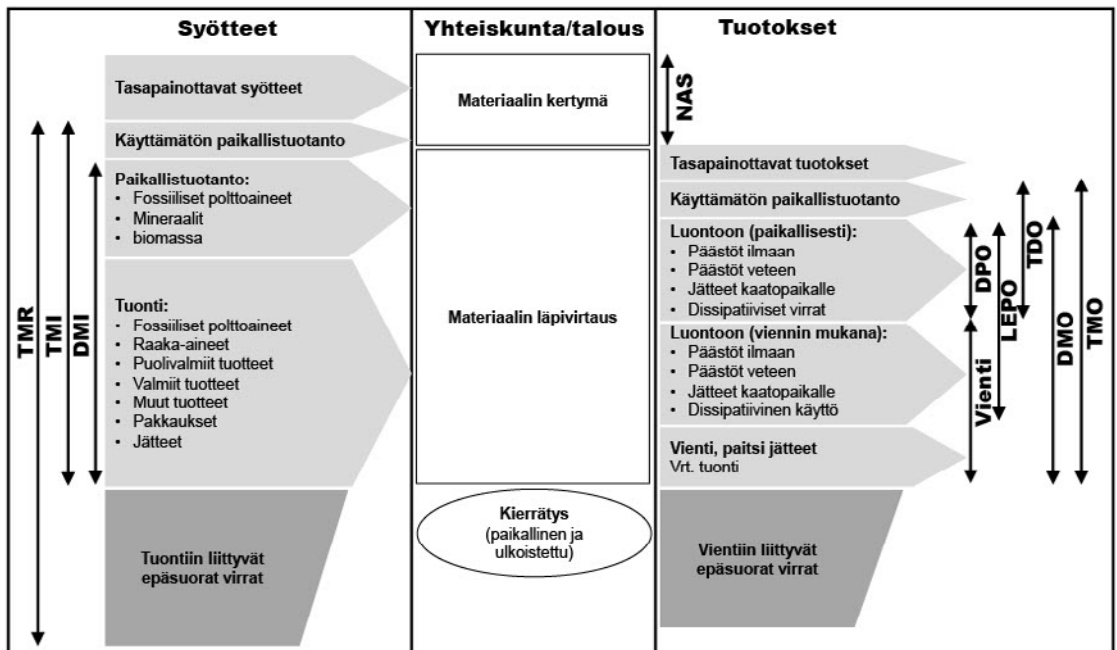 Syötteet
Yhteiskunta/talous
Tuotokset
TMR
TMI
DMI
Tasapainottavat syötteet
Käyttämätön paikallistuotanto
Paikallistuotanto:
• Fossiiliset polttoaineet
• Mineraalit
• biomassa
Tuonti:
• Fossiiliset polttoaineet
• Raaka-aineet
• Puolivalmiit tuotteet
• Valmiit tuotteet
• Muut tuotteet
• Pakkaukset
• Jätteet
Tuontiin liittyvät
epäsuorat virrat
Materiaalin kertymä
Materiaalin läpivirtaus
Kierrätys
(paikallinen ja
ulkoistettu)
NAS
Tasapainottavat tuotokset
Käyttämätön paikallistuotanto
Luontoon (paikallisesti):
• Päästöt ilmaan
• Päästöt veteen
• Jätteet kaatopaikalle
• Dissipatiiviset virrat
Luontoon (viennin mukana):
• Päästöt ilmaan
• Päästöt veteen
• Jätteet kaatopaikalle
• Dissipatiivinen käyttö
Vienti, paitsi jätteet
Vrt. tuonti
Vientiin liittyvät
epäsuorat virrat
DPO
Vienti
LEPO
TDO
DMO
TMO